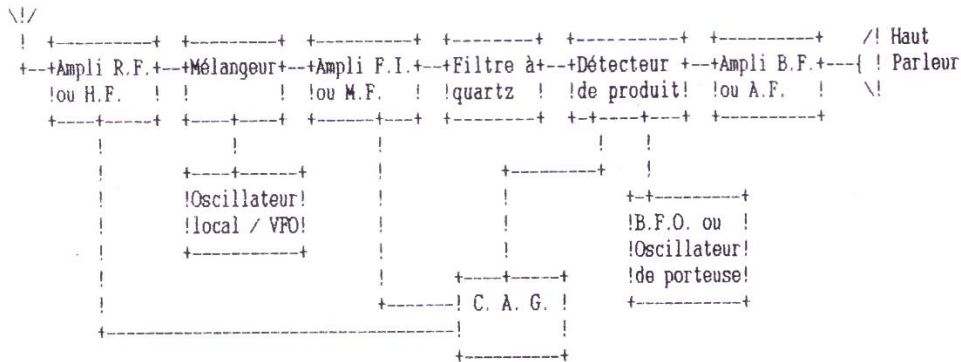 Haut
Ampli R.F. Mélangeur Ampli F.I. Filtre à Détecteur Ampli B.F. Parleur
ou H.F. ou M.F. quartz de produit ou A.F.
Oscillateur
local / VFO
B.F.O. ou
Oscillateur
de porteuse
C. A. G.